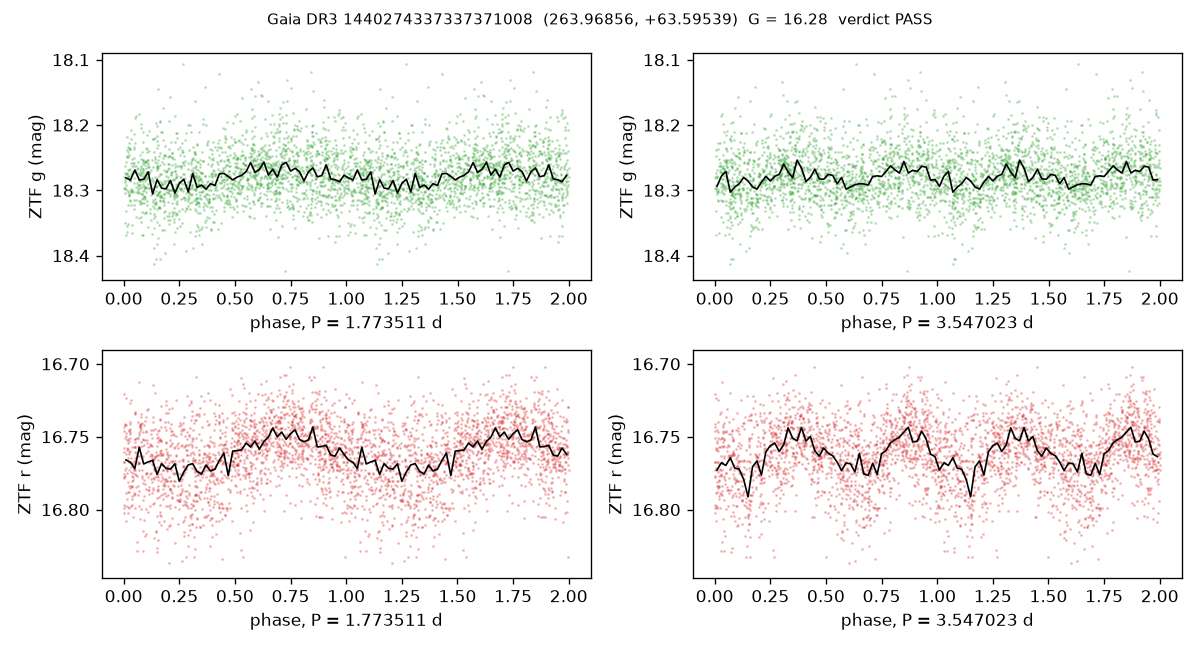 Gaia DR3 1440274337337371008 (263.96856, +63.59539) G = 16.28 verdict PASS
18.1
18.2
18.3
18.4
ZTF g (mag)
0.00 0.25 0.50 0.75 1.00 1.25 1.50 1.75 2.00
phase, P = 1.773511 d
18.1
18.2
18.3
18.4
ZTF g (mag)
0.00 0.25 0.50 0.75 1.00 1.25 1.50 1.75 2.00
phase, P = 3.547023 d
16.70
16.75
16.80
ZTF r (mag)
0.00 0.25 0.50 0.75 1.00 1.25 1.50 1.75 2.00
phase, P = 1.773511 d
16.70
16.75
16.80
ZTF r (mag)
0.00 0.25 0.50 0.75 1.00 1.25 1.50 1.75 2.00
phase, P = 3.547023 d